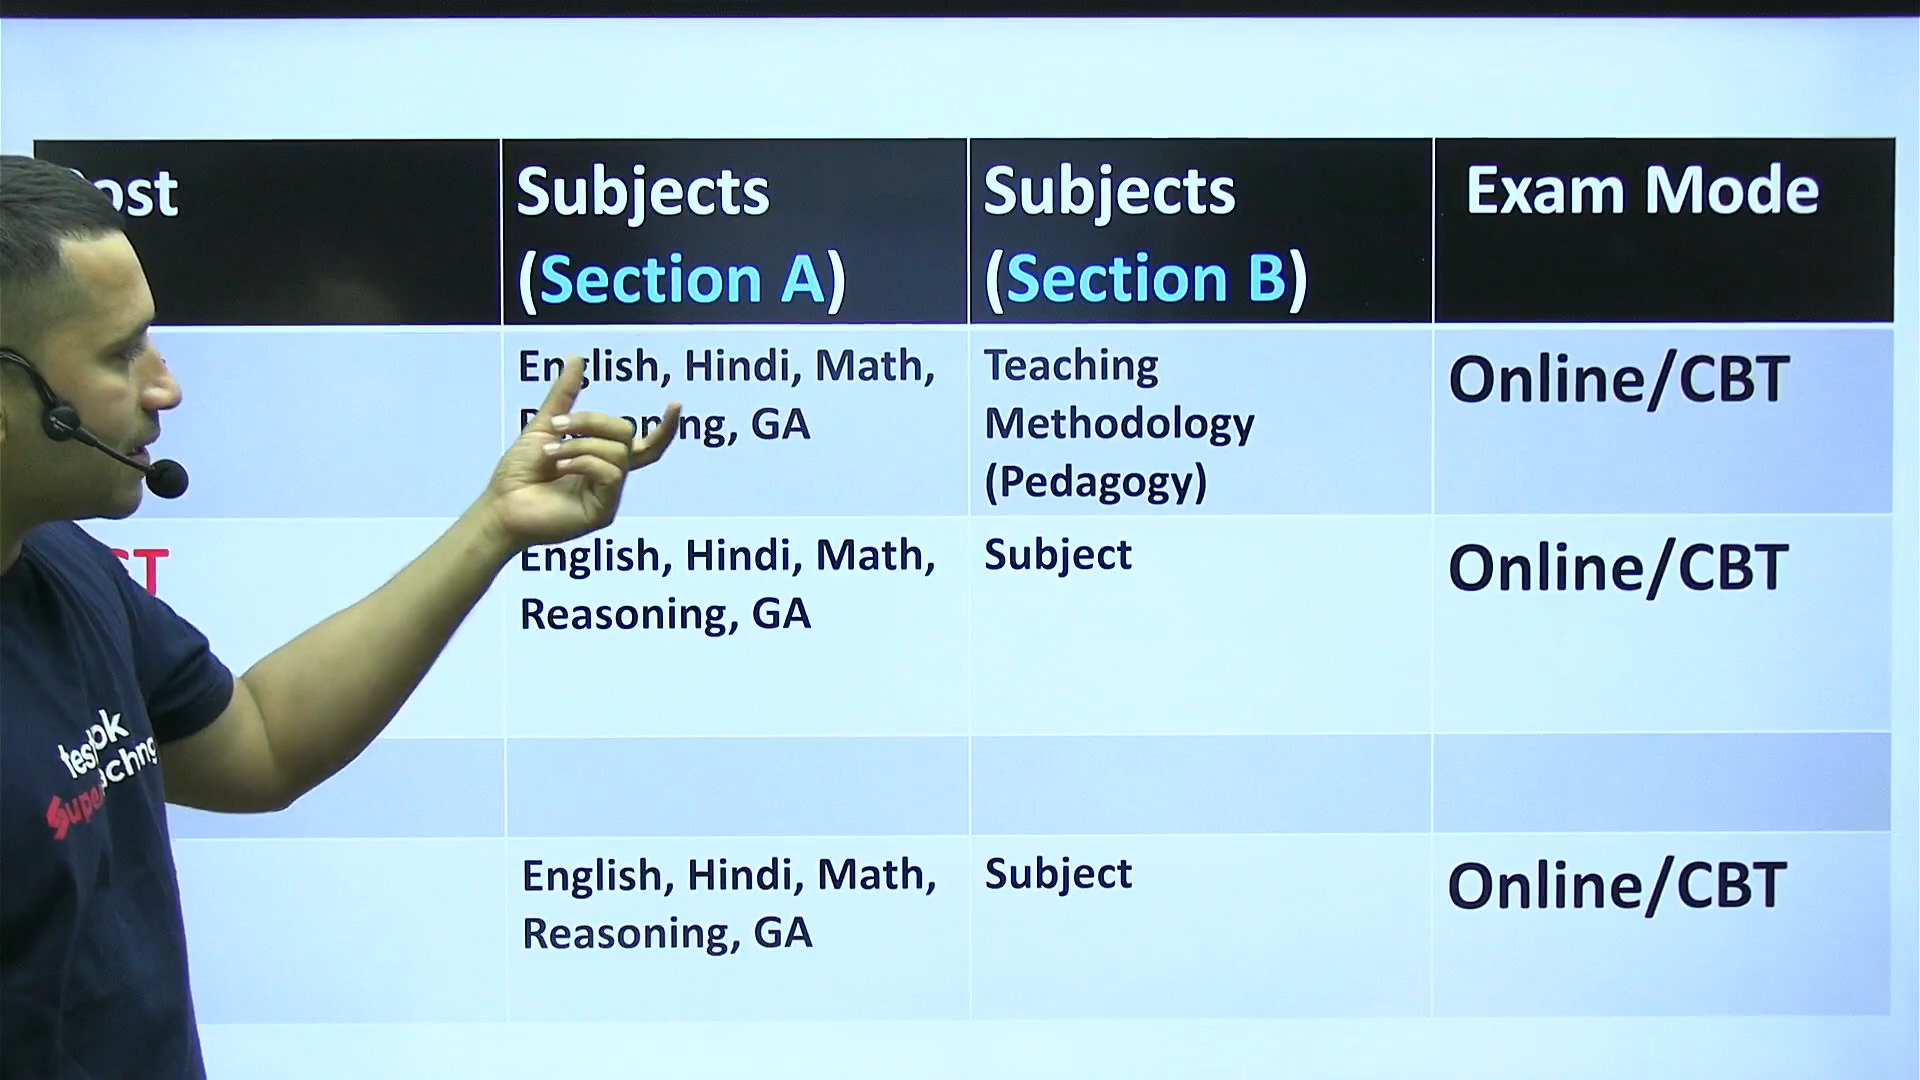 Subjects
(Section A)
Subjects
(Section B)
Exam Mode
English, Hindi, Math,
GA
Teaching
Methodology
(Pedagogy)
Online/CBT
English, Hindi, Math,
Reasoning, GA
Subject
Online/CBT
English, Hindi, Math,
Reasoning, GA
Subject
Online/CBT